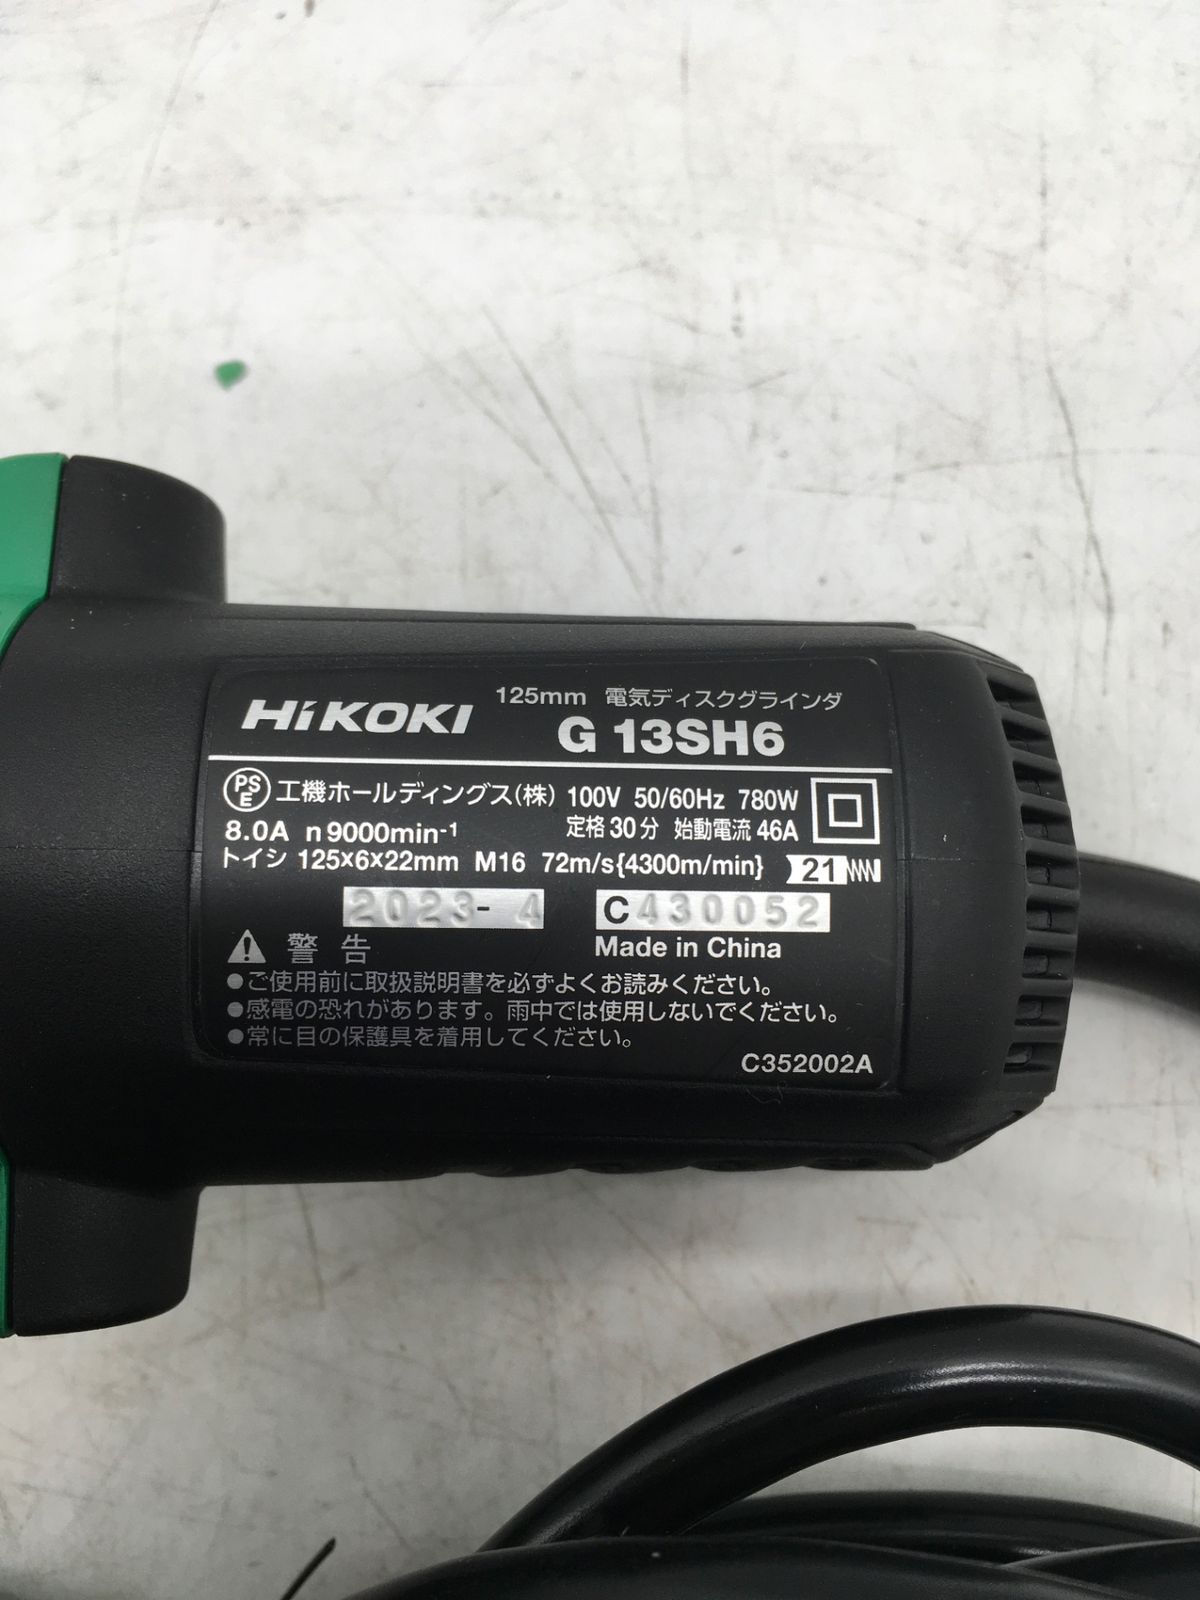 HiKOKI 125mm 電気ディスクグラインダ
G 13SH6
PSE 工機ホールディングス(株) 100V 50/60Hz 780W
8.0A n 9000min-1 定格 30分 始動電流 46A
トイシ 125×6×22mm M16 72m/s{4300m/min} 21
2023- 4 C430052
Made in China
警告
●ご使用前に取扱説明書を必ずよくお読みください。
●感電の恐れがあります。雨中では使用しないでください。
●常に目の保護具を着用してください。
C352002A